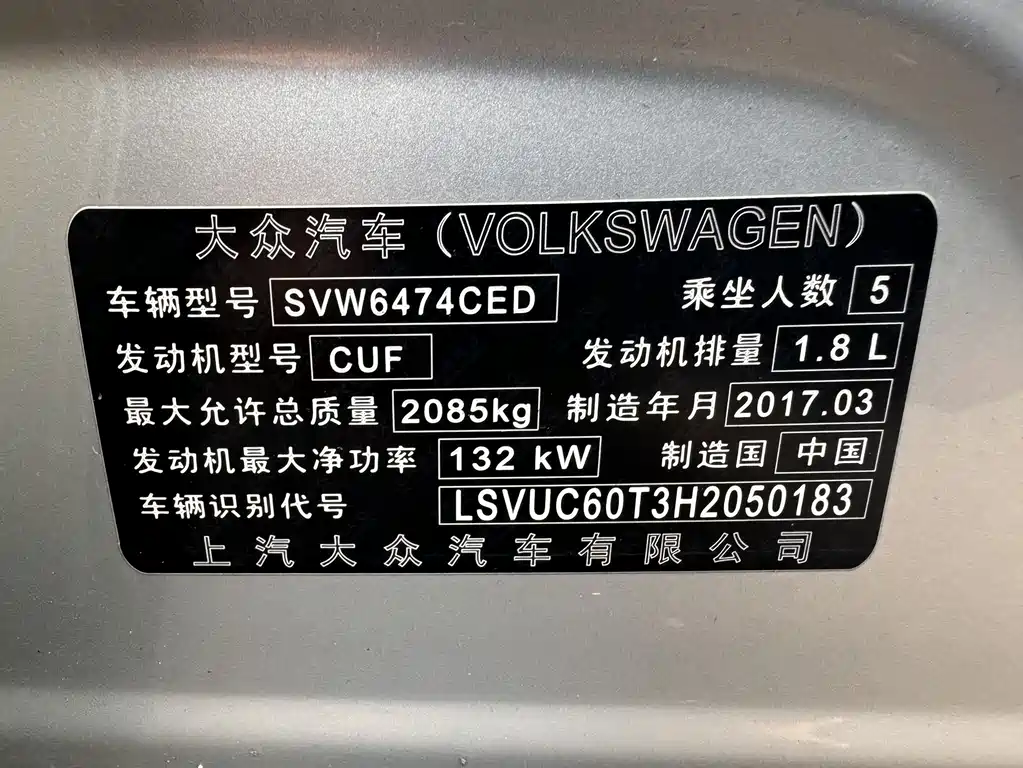 大众汽车（VOLKSWAGEN）
车辆型号 SVW6474CED 乘坐人数 5
发动机型号 CUF 发动机排量 1.8 L
最大允许总质量 2085kg 制造年月 2017.03
发动机最大净功率 132 kW 制造国 中国
车辆识别代号 LSVUC60T3H2050183
上汽大众汽车有限公司